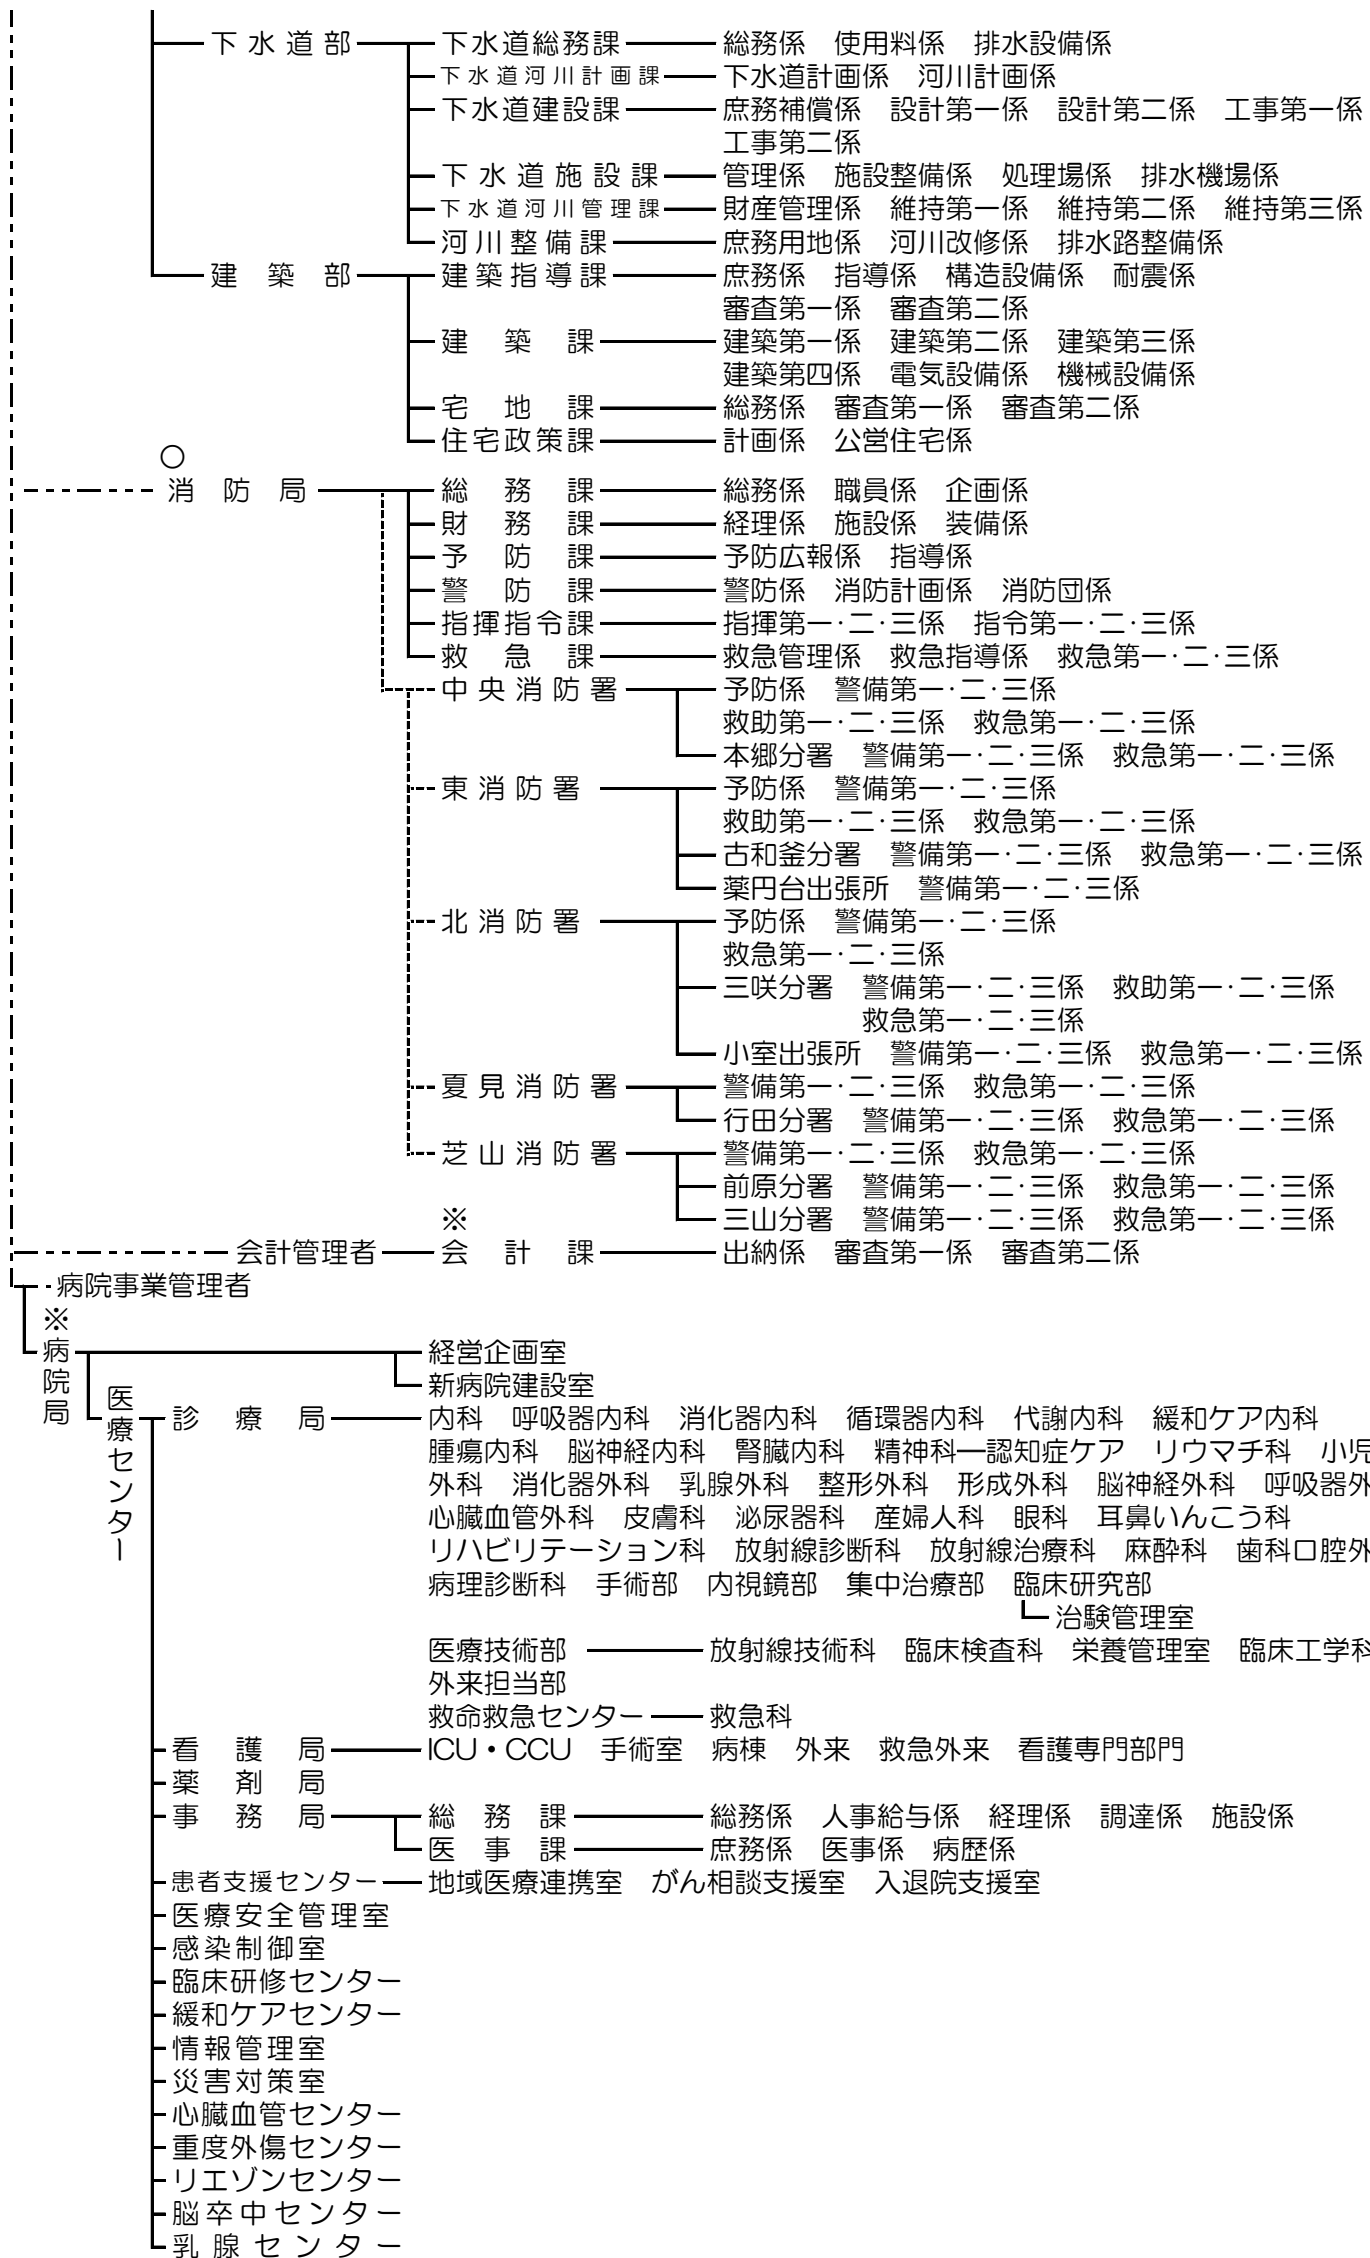 下水道部 下水道総務課 総務係 使用料係 排水設備係
下水道河川計画課 下水道計画係 河川計画係
下水道建設課 庶務補償係 設計第一係 設計第二係 工事第一係
工事第二係
下水道施設課 管理係 施設整備係 処理場係 排水機場係
下水道河川管理課 財産管理係 維持第一係 維持第二係 維持第三係
河川整備課 庶務用地係 河川改修係 排水路整備係
建築部 建築指導課 庶務係 指導係 構造設備係 耐震係
審査第一係 審査第二係
建築課 建築第一係 建築第二係 建築第三係
建築第四係 電気設備係 機械設備係
宅地課 総務係 審査第一係 審査第二係
住宅政策課 計画係 公営住宅係
○
消防局 総務課 総務係 職員係 企画係
財務課 経理係 施設係 装備係
予防課 予防広報係 指導係
警防課 警防係 消防計画係 消防団係
指揮指令課 指揮第一・二・三係 指令第一・二・三係
救急課 救急管理係 救急指導係 救急第一・二・三係
中央消防署 予防係 警備第一・二・三係
救助第一・二・三係 救急第一・二・三係
本郷分署 警備第一・二・三係 救急第一・二・三係
東消防署 予防係 警備第一・二・三係
救助第一・二・三係 救急第一・二・三係
古和釜分署 警備第一・二・三係 救急第一・二・三係
薬円台出張所 警備第一・二・三係
北消防署 予防係 警備第一・二・三係
救急第一・二・三係
三咲分署 警備第一・二・三係 救助第一・二・三係
救急第一・二・三係
小室出張所 警備第一・二・三係 救急第一・二・三係
夏見消防署 警備第一・二・三係 救急第一・二・三係
行田分署 警備第一・二・三係 救急第一・二・三係
芝山消防署 警備第一・二・三係 救急第一・二・三係
前原分署 警備第一・二・三係 救急第一・二・三係
三山分署 警備第一・二・三係 救急第一・二・三係
※
会計管理者 会計課 出納係 審査第一係 審査第二係
病院事業管理者
※病院局
経営企画室
新病院建設室
医療センター
診療局 内科 呼吸器内科 消化器内科 循環器内科 代謝内科 緩和ケア内科
腫瘍内科 脳神経内科 腎臓内科 精神科―認知症ケア リウマチ科 小児
外科 消化器外科 乳腺外科 整形外科 形成外科 脳神経外科 呼吸器外
心臓血管外科 皮膚科 泌尿器科 産婦人科 眼科 耳鼻いんこう科
リハビリテーション科 放射線診断科 放射線治療科 麻酔科 歯科口腔外
病理診断科 手術部 内視鏡部 集中治療部 臨床研究部
治験管理室
医療技術部 放射線技術科 臨床検査科 栄養管理室 臨床工学科
外来担当部
救命救急センター 救急科
看護局 ICU・CCU 手術室 病棟 外来 救急外来 看護専門部門
薬剤局
事務局 総務課 総務係 人事給与係 経理係 調達係 施設係
医事課 庶務係 医事係 病歴係
患者支援センター 地域医療連携室 がん相談支援室 入退院支援室
医療安全管理室
感染制御室
臨床研修センター
緩和ケアセンター
情報管理室
災害対策室
心臓血管センター
重度外傷センター
リエゾンセンター
脳卒中センター
乳腺センター